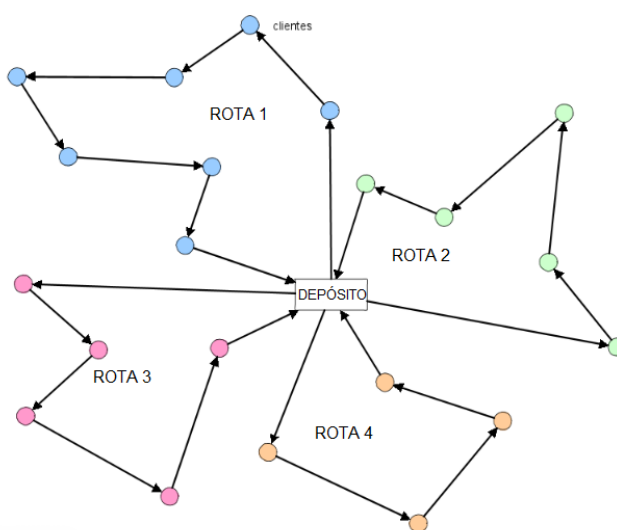 clientes
ROTA 1
ROTA 2
DEPÓSITO
ROTA 3
ROTA 4